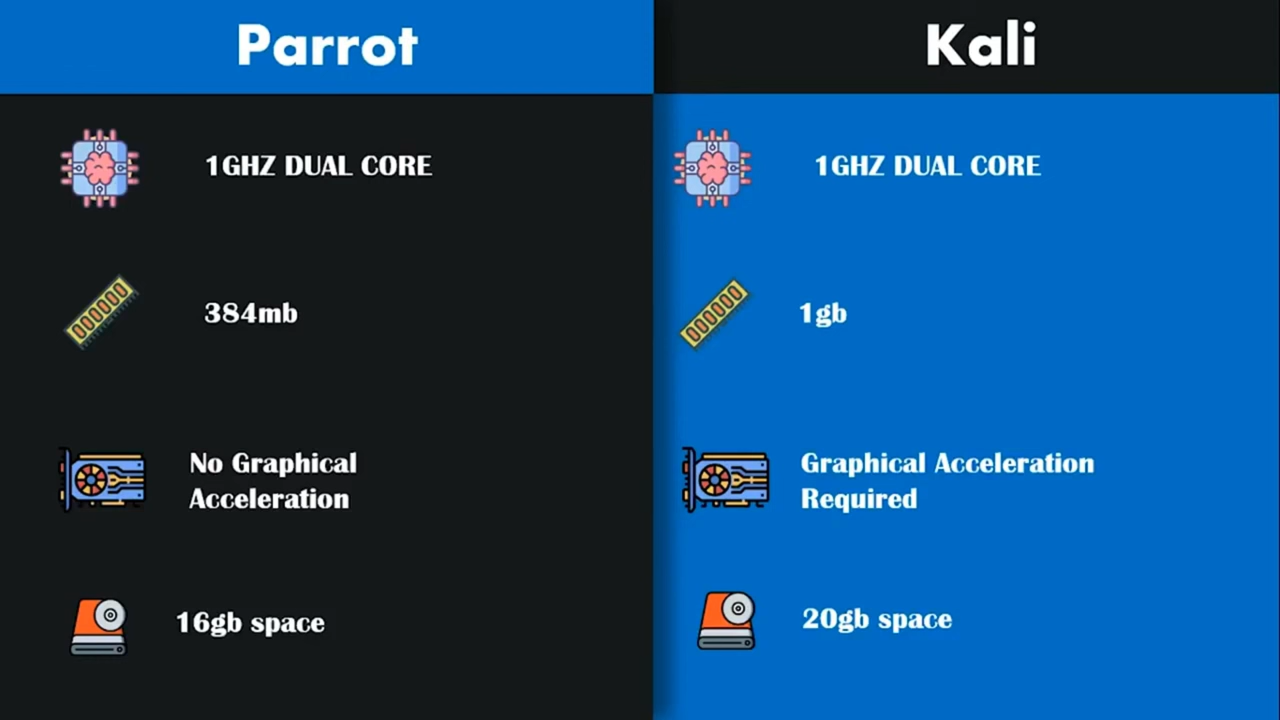 Parrot
Kali
1GHZ DUAL CORE
1GHZ DUAL CORE
384mb
1gb
No Graphical
Acceleration
Graphical Acceleration
Required
16gb space
20gb space